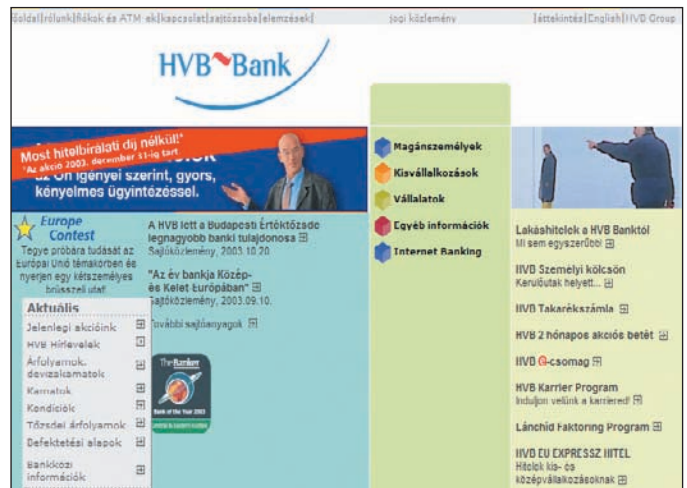 főoldal|rólunk|fiókok és ATM-ek|kapcsolat|sajtószoba|elemzések|
jogi közlemény
|áttekintés|English|HVB Group
HVB Bank
Most hitelbírálati díj nélkül!*
*Az akció 2003. december 31-ig tart.
az Ön igényei szerint, gyors,
kényelmes ügyintézéssel.
Magánszemélyek
Kisvállalkozások
Vállalatok
Egyéb információk
Internet Banking
Europe
Contest
Tegye próbára tudását az
Európai Unió témakörben és
nyerjen egy kétszemélyes
brüsszeli utat!
Aktuális
Jelenlegi akcióink
HVB Hírlevelek
Árfolyamok,
devizakamatok
Kamatok
Kondíciók
Tőzsdei árfolyamok
Befektetési alapok
Bankközi
információk
A HVB lett a Budapesti Értéktőzsde
legnagyobb banki tulajdonosa
Sajtóközlemény, 2003.10.20.
"Az év bankja Közép-
és Kelet-Európában"
Sajtóközlemény, 2003.09.10.
További sajtóanyagok
The Banker
Bank of the Year 2003
Lakáshitelek a HVB Banktól
Mi sem egyszerűbb!
HVB Személyi kölcsön
Kerülőutak helyett...
HVB Takarékszámla
HVB 2 hónapos akciós betét
HVB
-csomag
HVB Karrier Program
Induljon velünk a karriered!
Lánchíd Faktoring Program
HVB EU EXPRESSZ HITEL
Hitelek kis- és
középvállalkozásoknak